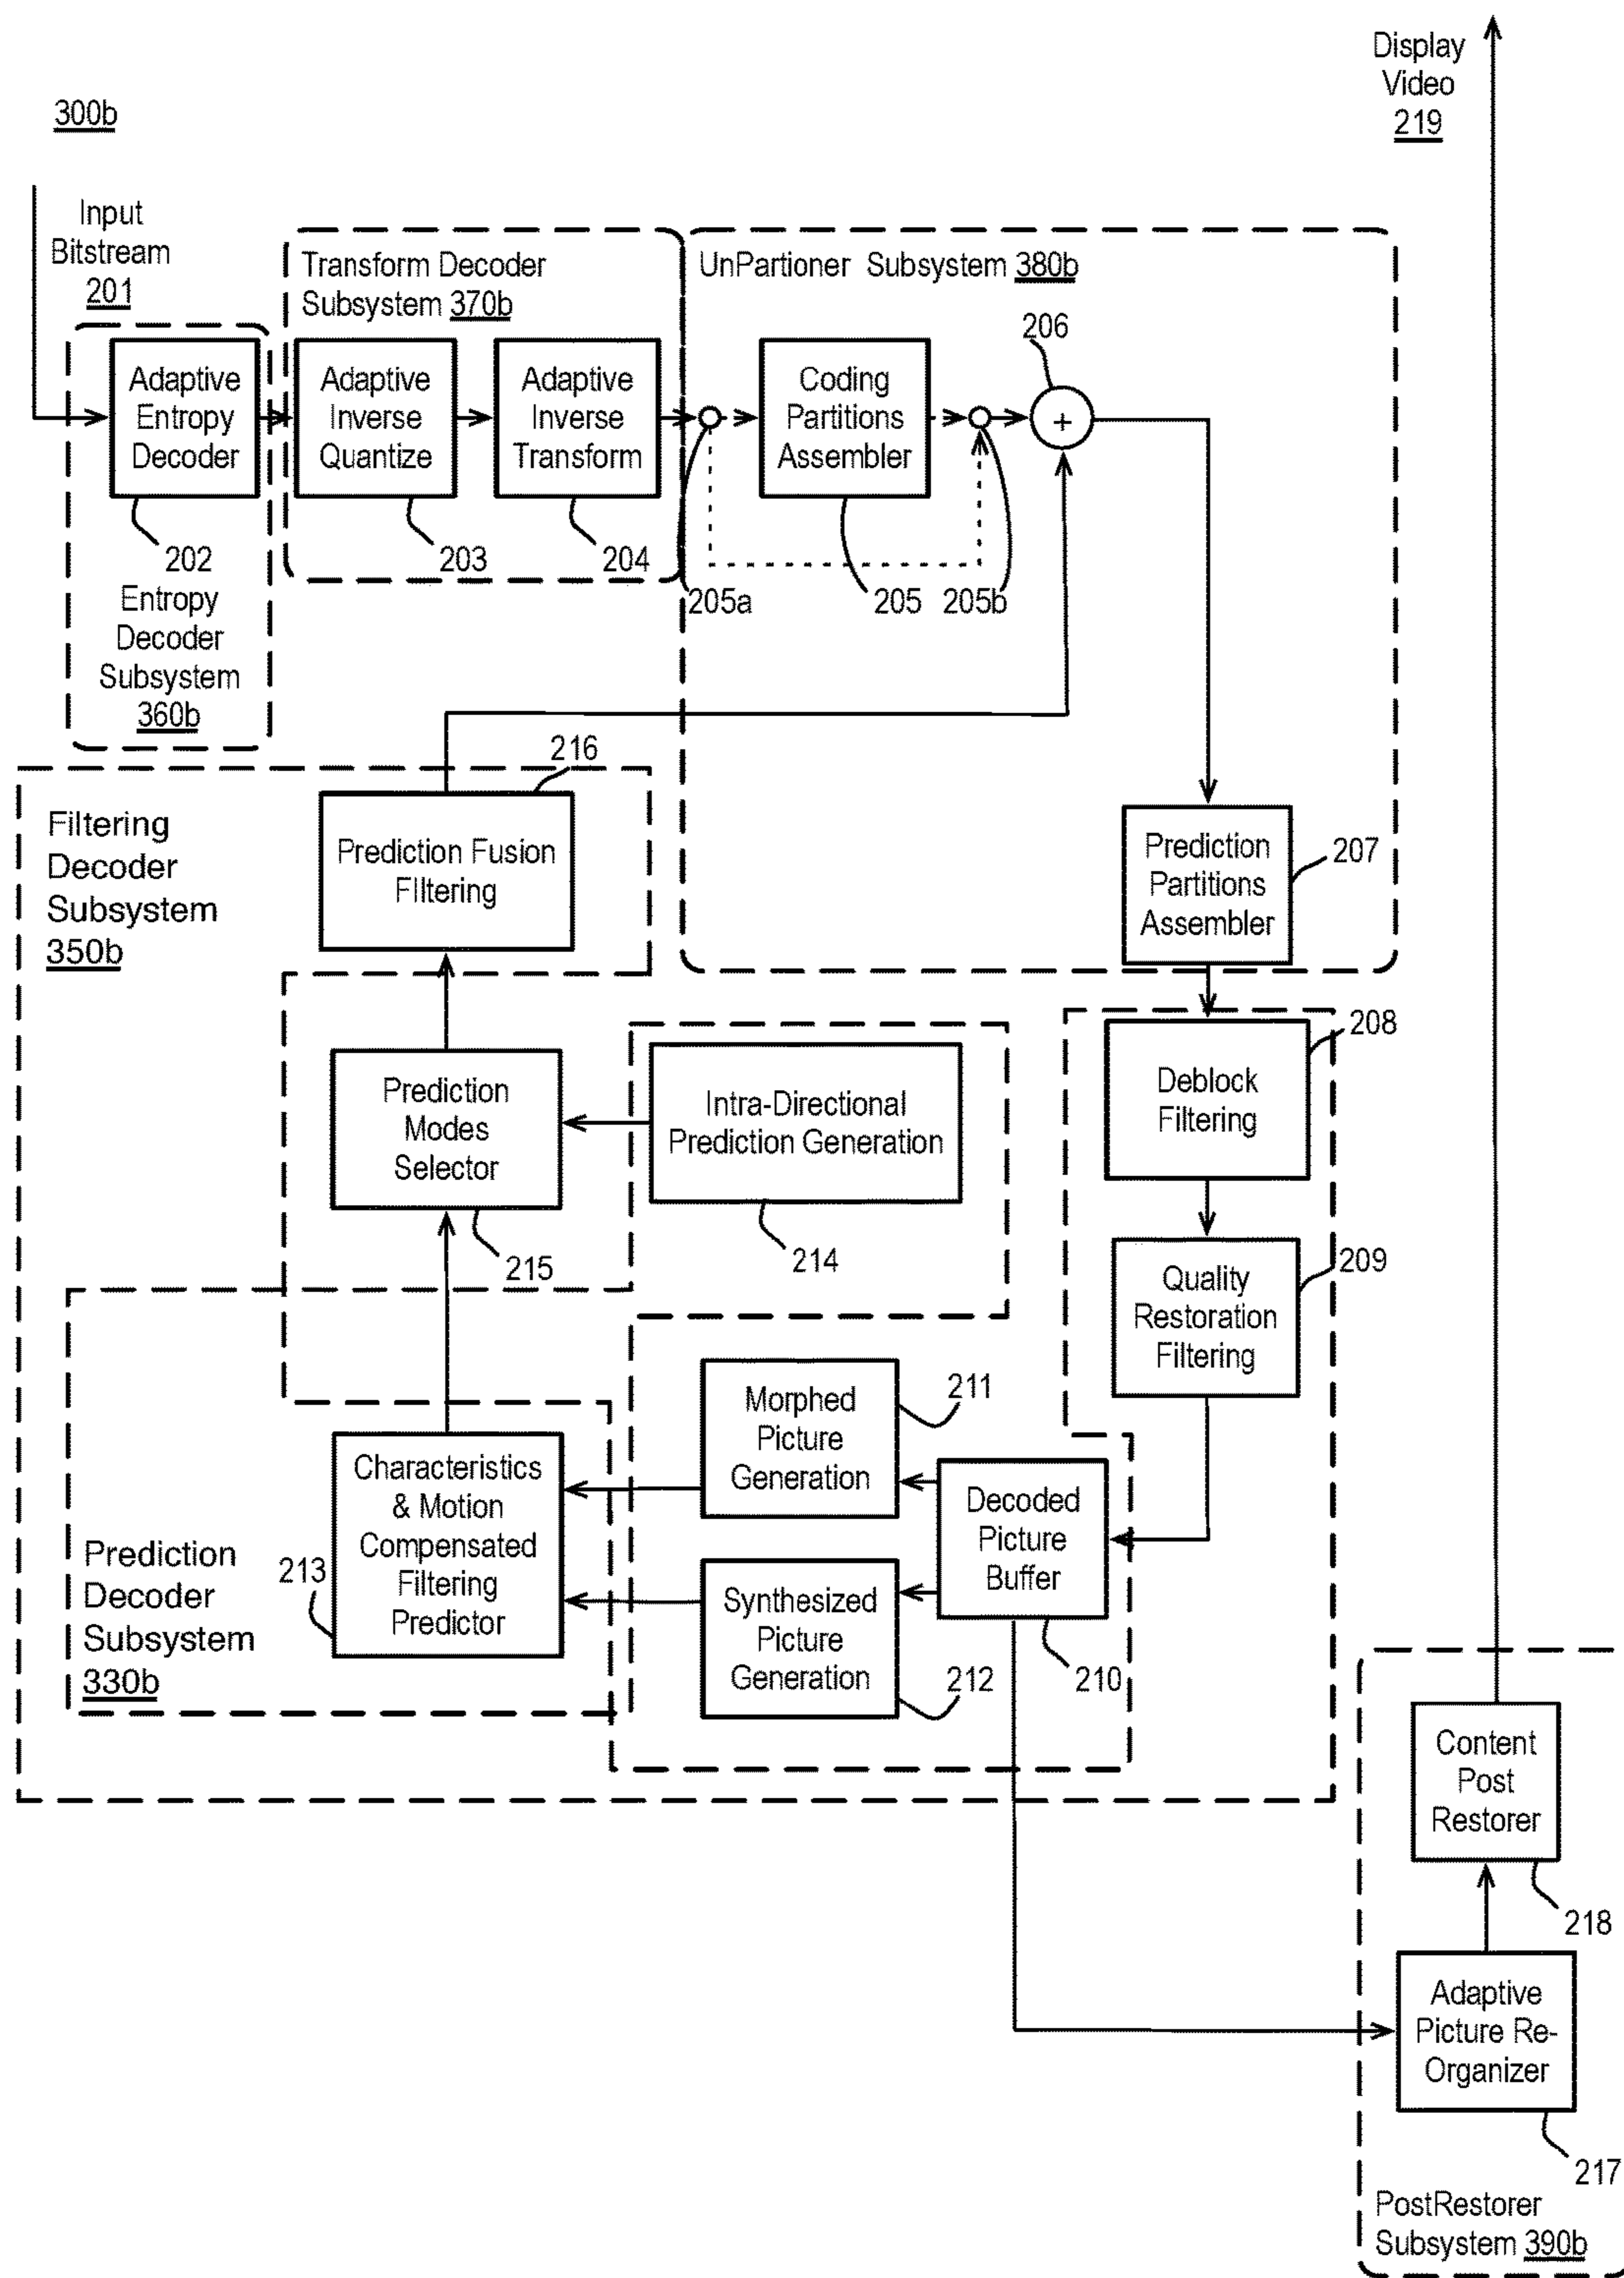 Display
Video
219
300b
Input
Bitstream
201
Transform Decoder
Subsystem 370b
UnPartioner Subsystem 380b
206
Adaptive
Entropy
Decoder
Adaptive
Inverse
Quantize
Adaptive
Inverse
Transform
Coding
Partitions
Assembler
+
202
203
204
205a
205
205b
Entropy
Decoder
Subsystem
360b
216
Filtering
Decoder
Subsystem
350b
Prediction Fusion
Filtering
Prediction
Partitions
Assembler
207
208
Deblock
Filtering
Prediction
Modes
Selector
Intra-Directional
Prediction Generation
215
214
209
Quality
Restoration
Filtering
Morphed
Picture
Generation
211
Characteristics
& Motion
Compensated
Filtering
Predictor
213
Decoded
Picture
Buffer
Prediction
Decoder
Subsystem
330b
Synthesized
Picture
Generation
212
210
Content
Post
Restorer
218
Adaptive
Picture Re-
Organizer
217
PostRestorer
Subsystem 390b